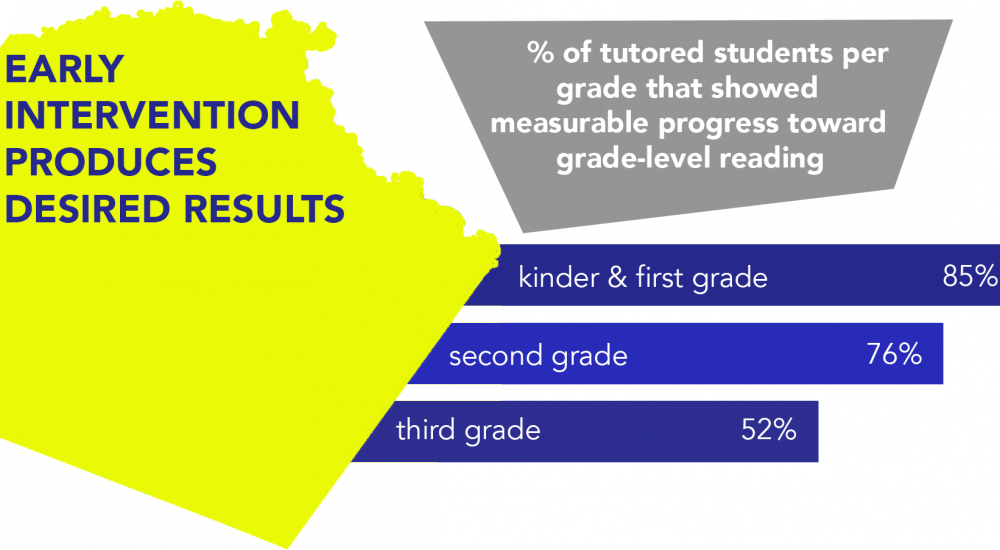 EARLY
INTERVENTION
PRODUCES
DESIRED RESULTS
% of tutored students per
grade that showed
measurable progress toward
grade-level reading
kinder & first grade 85%
second grade 76%
third grade 52%